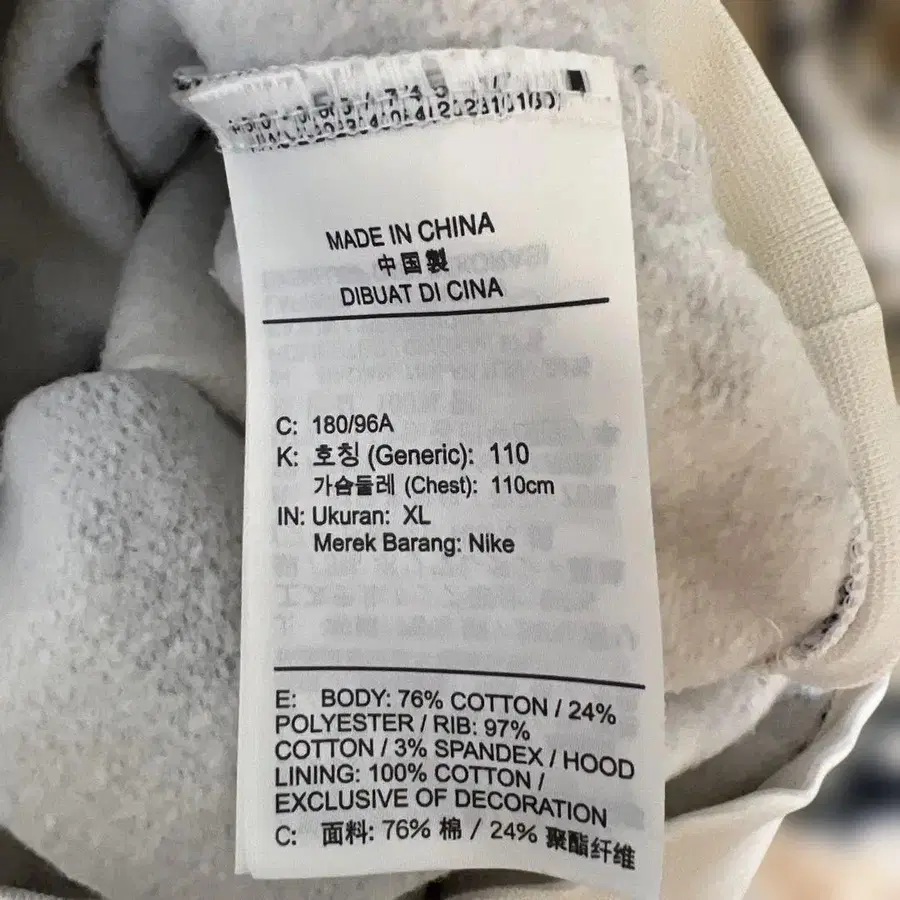 MADE IN CHINA
中国製
DIBUAT DI CINA
C: 180/96A
K: 호칭 (Generic): 110
가슴둘레 (Chest): 110cm
IN: Ukuran: XL
Merek Barang: Nike
E: BODY: 76% COTTON / 24%
POLYESTER / RIB: 97%
COTTON / 3% SPANDEX / HOOD
LINING: 100% COTTON /
EXCLUSIVE OF DECORATION
C: 面料: 76% 棉 / 24% 聚酯纤维